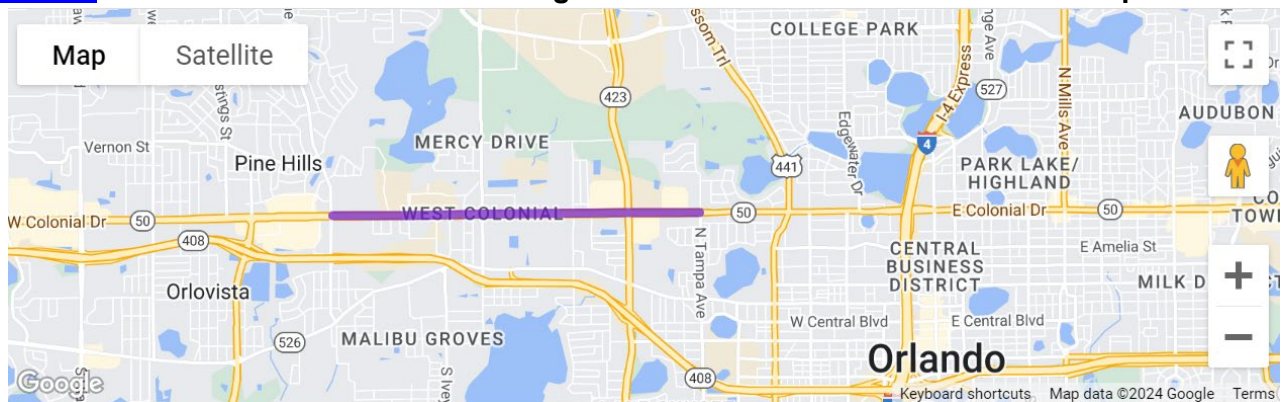 COLLEGE PARK
Map Satellite
527
I-4 Express
423
N Mills Ave
AUDUBON
Edgewater Dr
MERCY DRIVE
Vernon St
4
Pine Hills
441
PARK LAKE/
HIGHLAND
W Colonial Dr 50
WEST COLONIAL
50
E Colonial Dr 50
408
N Tampa Ave
E Amelia St
CENTRAL
BUSINESS
DISTRICT
Orlovista
MILK D
W Central Blvd
E Central Blvd
526
MALIBU GROVES
Orlando
408
Google
Keyboard shortcuts Map data ©2024 Google Terms